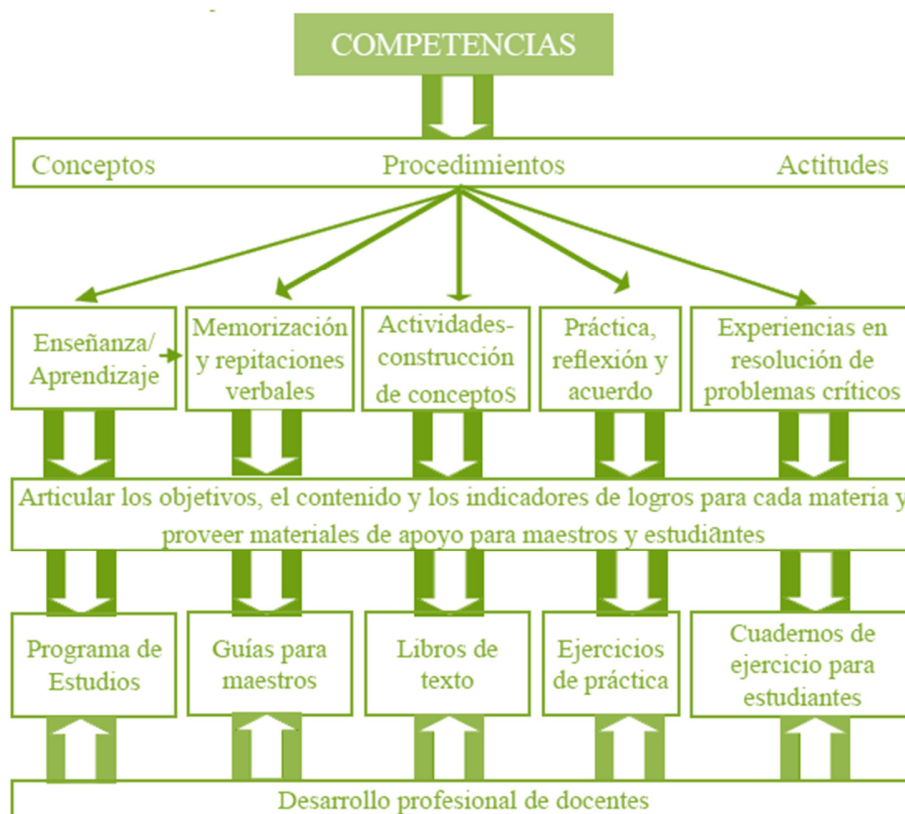 COMPETENCIAS
Conceptos Procedimientos Actitudes
Enseñanza/
Aprendizaje
Memorización
y repitaciones
verbales
Actividades-
construcción
de conceptos
Práctica,
reflexión y
acuerdo
Experiencias en
resolución de
problemas críticos
Articular los objetivos, el contenido y los indicadores de logros para cada materia y
proveer materiales de apoyo para maestros y estudiantes
Programa de
Estudios
Guías para
maestros
Libros de
texto
Ejercicios
de práctica
Cuadernos de
ejercicio para
estudiantes
Desarrollo profesional de docentes